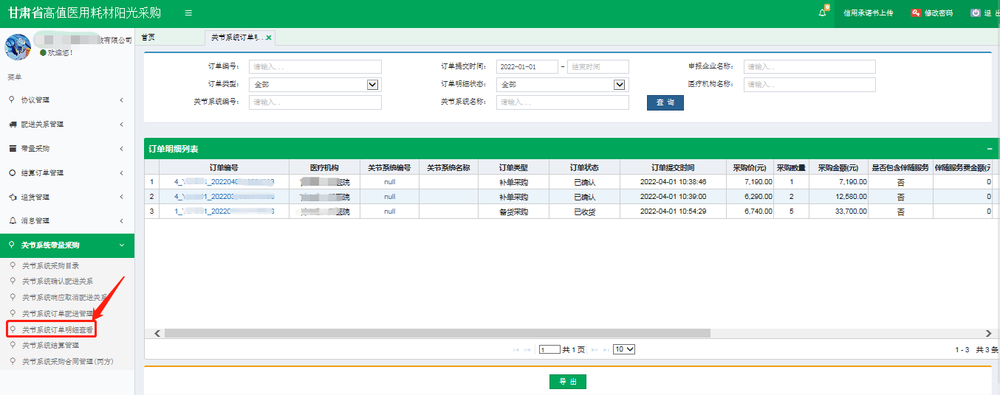 甘肃省高值医用耗材阳光采购
8
信用承诺书上传
修改密码
退 出
有限公司
欢迎您！
首页
关节系统订单明...
菜单
协议管理
配送关系管理
带量采购
结算订单管理
退货管理
消息管理
关节系统带量采购
关节系统采购目录
关节系统确认配送关系
关节系统响应取消配送关系
关节系统订单配送管理
关节系统订单明细查看
关节系统结算管理
关节系统采购合同管理(丙方)
订单编号： 请输入...
订单提交时间： 2022-01-01 - 结束时间
申报企业名称： 请输入..
订单类型： 全部
订单明细状态： 全部
医疗机构名称： 请输入..
关节系统编号： 请输入..
关节系统名称： 请输入...
查 询
订单明细列表
订单编号 医疗机构 关节系统编号 关节系统名称 订单类型 订单状态 订单提交时间 采购价(元) 采购数量 采购金额(元) 是否包含伴随服务 伴随服务费金额(元
1 医院 null 补单采购 已确认 2022-04-01 10:38:46 7,190.00 1 7,190.00 否 0
2 医院 null 补单采购 已确认 2022-04-01 10:39:00 6,290.00 2 12,580.00 否 0
3 医院 null 备货采购 已收货 2022-04-01 10:54:29 6,740.00 5 33,700.00 否 0
1 共 1 页 10
1 - 3 共 3 条
导 出